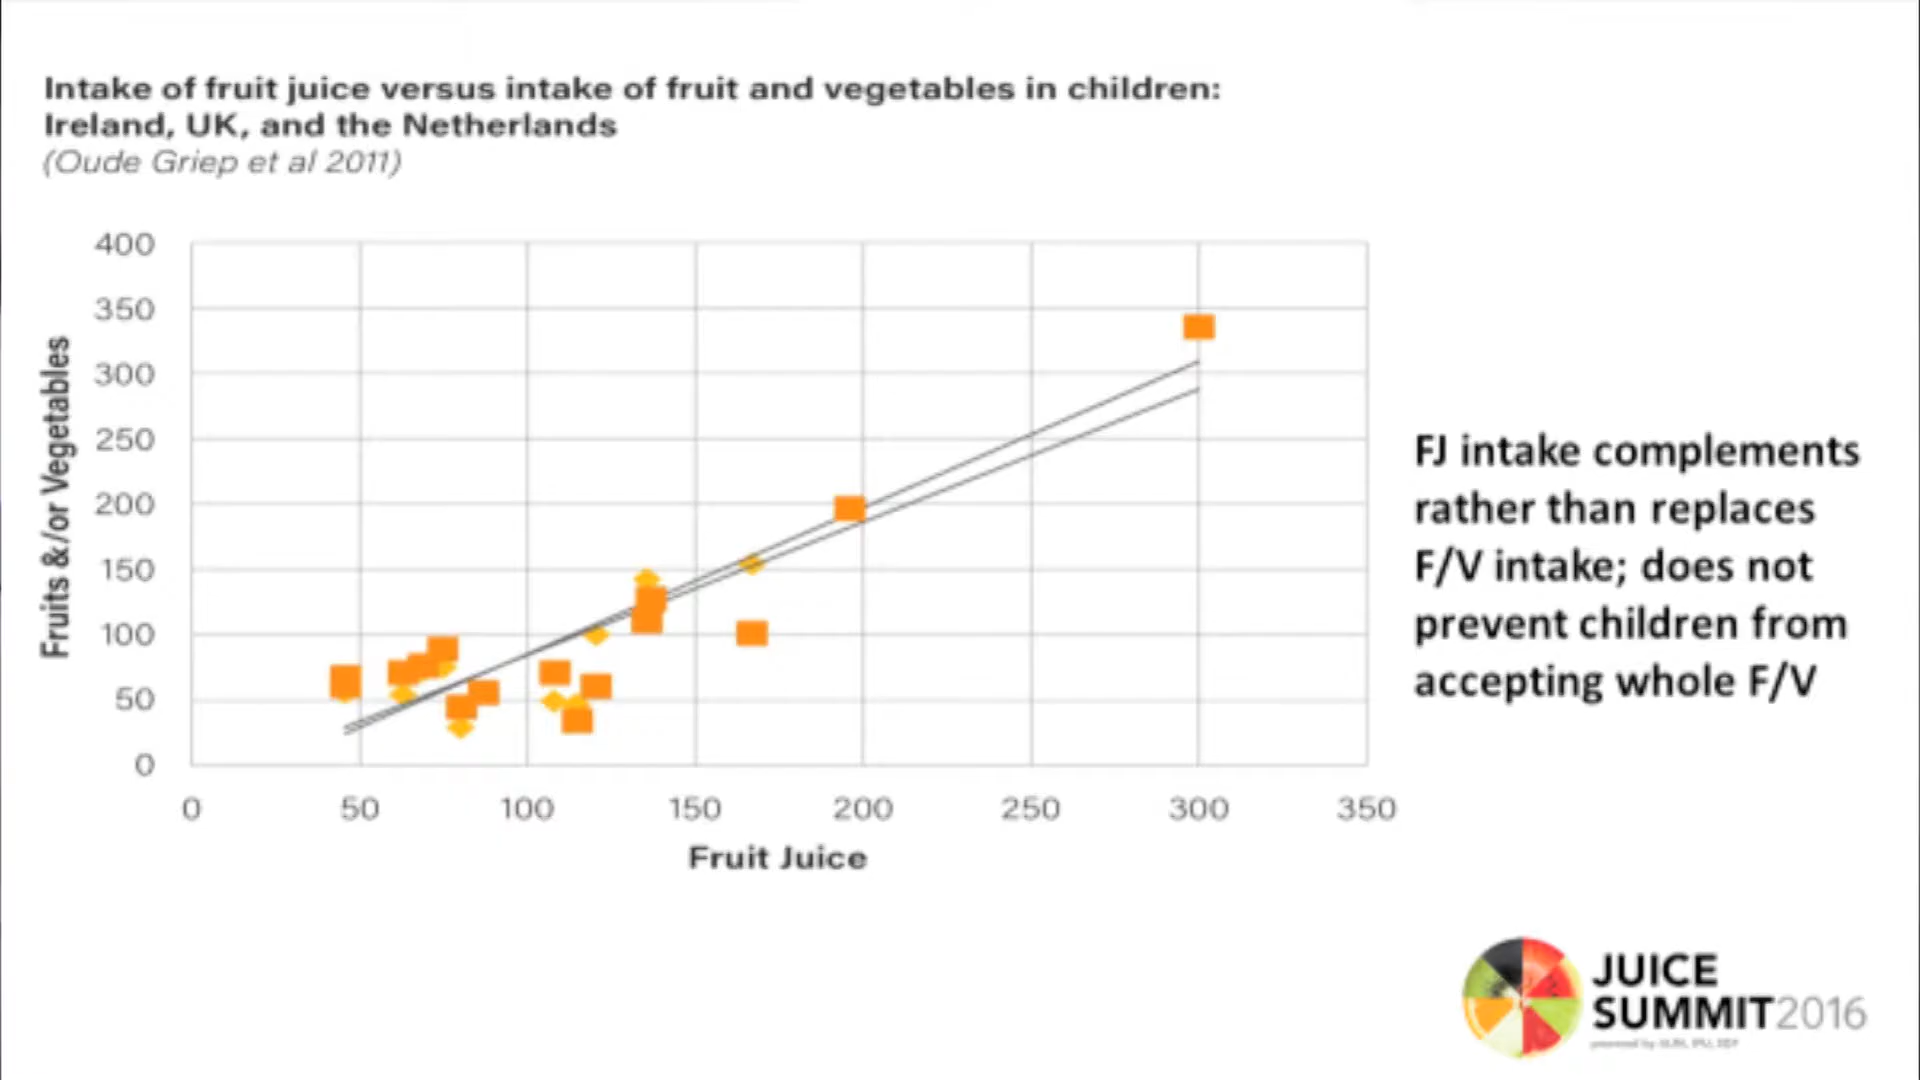 Intake of fruit juice versus intake of fruit and vegetables in children:
Ireland, UK, and the Netherlands
(Oude Griep et al 2011)
Fruits &/or Vegetables
400
350
300
250
200
150
100
50
0
0 50 100 150 200 250 300 350
Fruit Juice
FJ intake complements
rather than replaces
F/V intake; does not
prevent children from
accepting whole F/V
JUICE
SUMMIT2016
powered by